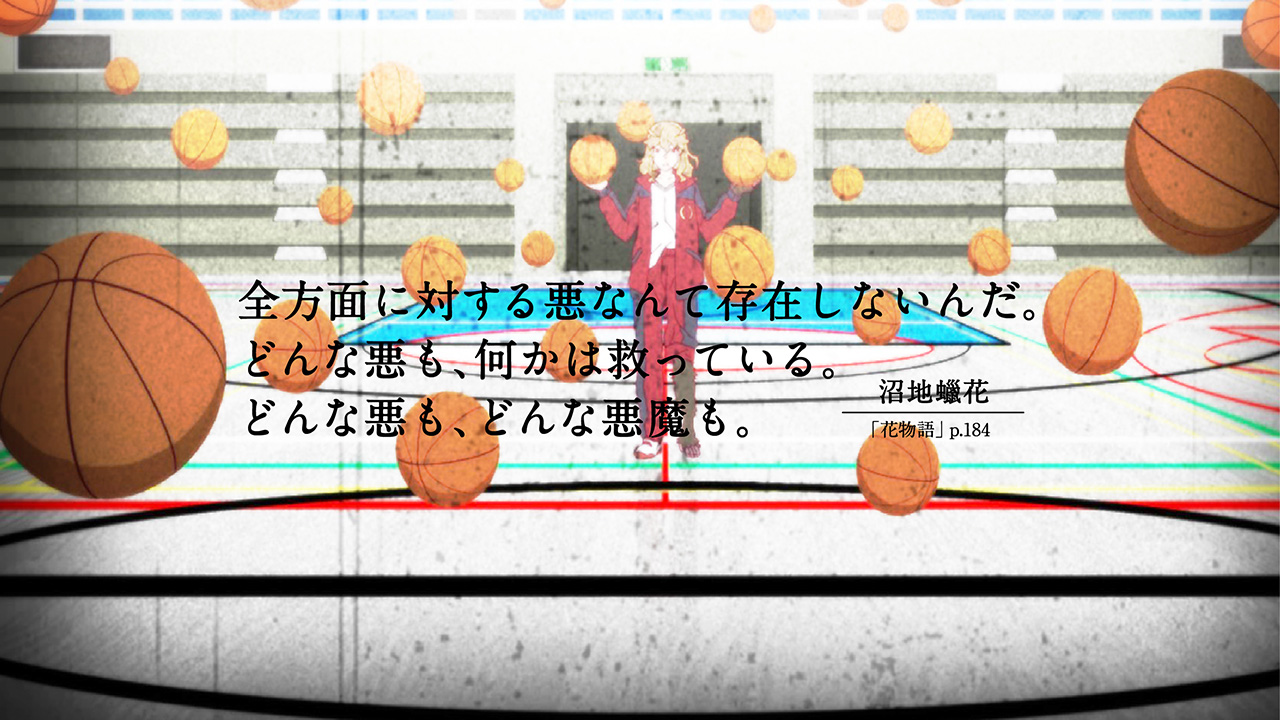 全方面に対する悪なんて存在しないんだ。
どんな悪も、何かは救っている。
どんな悪も、どんな悪魔も。
沼地蠟花
「花物語」p.184